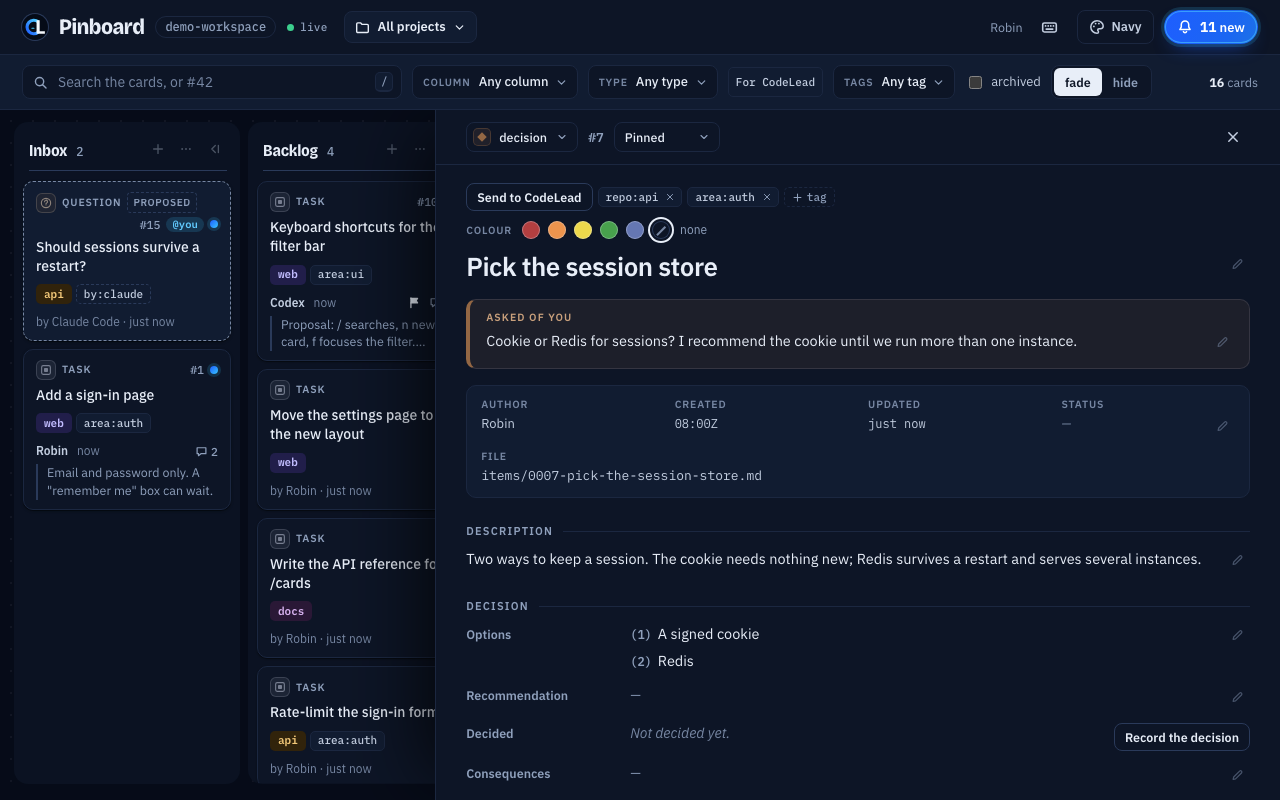 Pinboard
demo-workspace
live
All projects
Robin
Navy
11 new
Search the cards, or #42
/
COLUMN Any column
TYPE Any type
For CodeLead
TAGS Any tag
archived
fade
hide
16 cards
Inbox 2
QUESTION PROPOSED
#15 @you
Should sessions survive a
restart?
api by:claude
by Claude Code · just now
TASK #1
Add a sign-in page
web area:auth
Robin now 2
Email and password only. A
"remember me" box can wait.
Backlog 4
TASK
Keyboard shortcuts for the
filter bar
web area:ui
Codex now
Proposal: / searches, n new
card, f focuses the filter.…
TASK
Move the settings page to
the new layout
web
by Robin · just now
TASK
Write the API reference for
/cards
docs
by Robin · just now
TASK
Rate-limit the sign-in form
api area:auth
by Robin · just now
decision #7 Pinned
Send to CodeLead repo:api × area:auth × + tag
COLOUR none
Pick the session store
ASKED OF YOU
Cookie or Redis for sessions? I recommend the cookie until we run more than one instance.
AUTHOR CREATED UPDATED STATUS
Robin 08:00Z just now —
FILE
items/0007-pick-the-session-store.md
DESCRIPTION
Two ways to keep a session. The cookie needs nothing new; Redis survives a restart and serves several instances.
DECISION
Options (1) A signed cookie
(2) Redis
Recommendation —
Decided Not decided yet. Record the decision
Consequences —